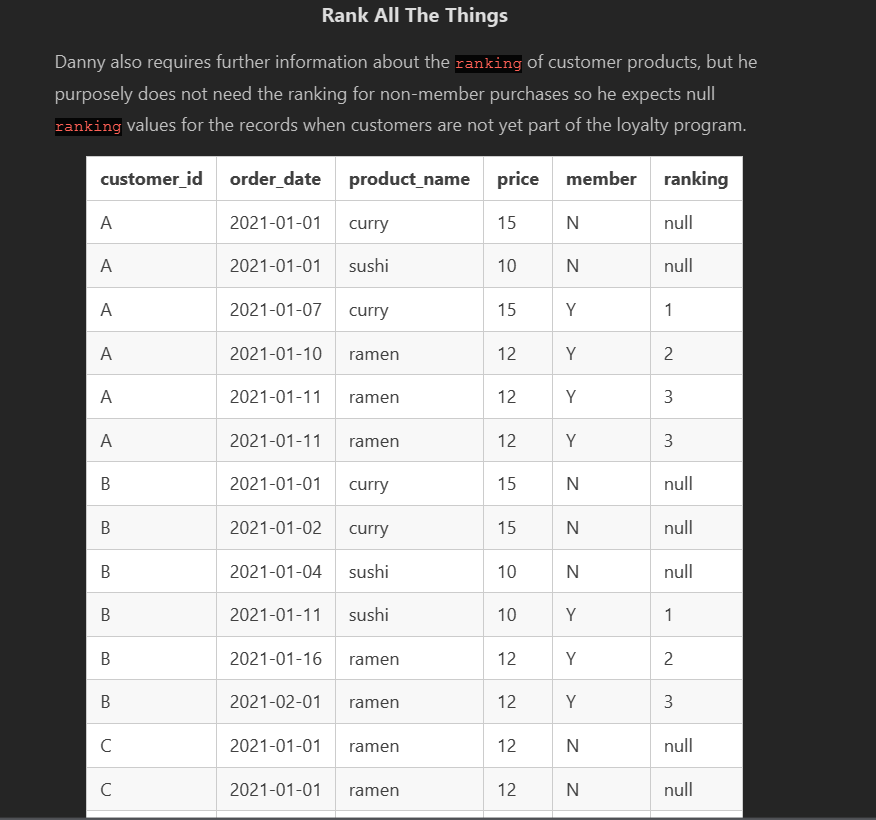 Rank All The Things
Danny also requires further information about the ranking of customer products, but he
purposely does not need the ranking for non-member purchases so he expects null
ranking values for the records when customers are not yet part of the loyalty program.
customer_id order_date product_name price member ranking
A 2021-01-01 curry 15 N null
A 2021-01-01 sushi 10 N null
A 2021-01-07 curry 15 Y 1
A 2021-01-10 ramen 12 Y 2
A 2021-01-11 ramen 12 Y 3
A 2021-01-11 ramen 12 Y 3
B 2021-01-01 curry 15 N null
B 2021-01-02 curry 15 N null
B 2021-01-04 sushi 10 N null
B 2021-01-11 sushi 10 Y 1
B 2021-01-16 ramen 12 Y 2
B 2021-02-01 ramen 12 Y 3
C 2021-01-01 ramen 12 N null
C 2021-01-01 ramen 12 N null